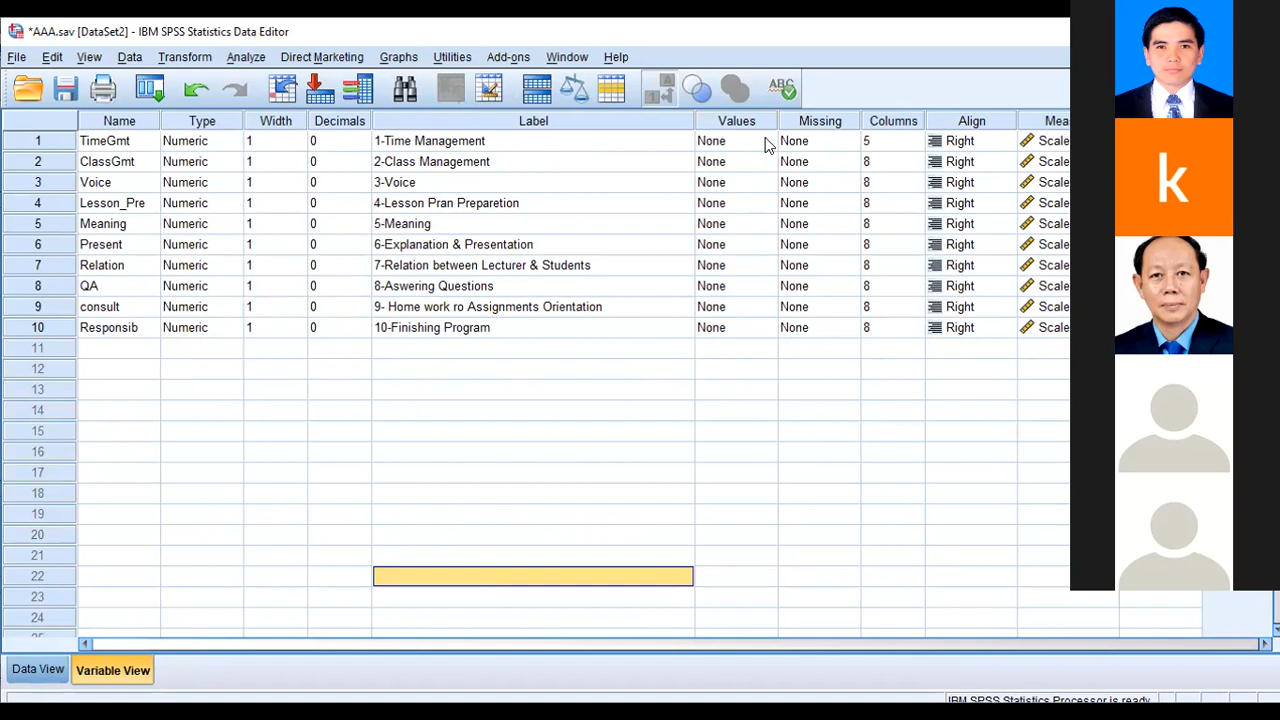 *AAA.sav [DataSet2] - IBM SPSS Statistics Data Editor
File Edit View Data Transform Analyze Direct Marketing Graphs Utilities Add-ons Window Help
Name Type Width Decimals Label Values Missing Columns Align Mea
1 TimeGmt Numeric 1 0 1-Time Management None None 5 Right Scale
2 ClassGmt Numeric 1 0 2-Class Management None None 8 Right Scale
3 Voice Numeric 1 0 3-Voice None None 8 Right Scale
4 Lesson_Pre Numeric 1 0 4-Lesson Pran Preparetion None None 8 Right Scale
5 Meaning Numeric 1 0 5-Meaning None None 8 Right Scale
6 Present Numeric 1 0 6-Explanation & Presentation None None 8 Right Scale
7 Relation Numeric 1 0 7-Relation between Lecturer & Students None None 8 Right Scale
8 QA Numeric 1 0 8-Aswering Questions None None 8 Right Scale
9 consult Numeric 1 0 9- Home work ro Assignments Orientation None None 8 Right Scale
10 Responsib Numeric 1 0 10-Finishing Program None None 8 Right Scale
11
12
13
14
15
16
17
18
19
20
21
22
23
24
25
Data View Variable View
IBM SPSS Statistics Processor is ready
k